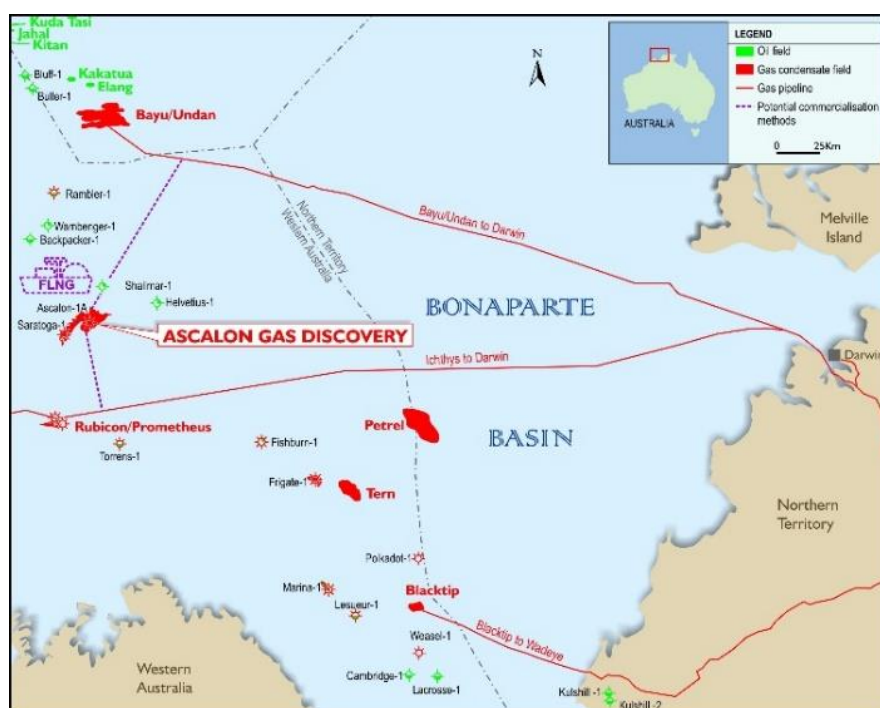 Kuda Tasi
Jahal
Kitan
Bluff-1
Kakatua
Elang
Buller-1
Bayu/Undan
N
AUSTRALIA
LEGEND
Oil field
Gas condensate field
Gas pipeline
Potential commercialisation
methods
0 25Km
Rambler-1
Wamberger-1
Backpacker-1
FLNG
Shalimar-1
Helvetius-1
Ascalon-1A
Saratoga-1
ASCALON GAS DISCOVERY
Northern Territory
Western Australia
Bayu/Undan to Darwin
Melville
Island
BONAPARTE
Ichthys to Darwin
Darwin
Rubicon/Prometheus
Torrens-1
Fishburn-1
Petrel
BASIN
Frigate-1
Tern
Northern
Territory
Polkadot-1
Marina-1
Lesueur-1
Blacktip
Blacktip to Wadeye
Weasel-1
Cambridge-1
Lacrosse-1
Western
Australia
Kulshill -1
Kulshill -2